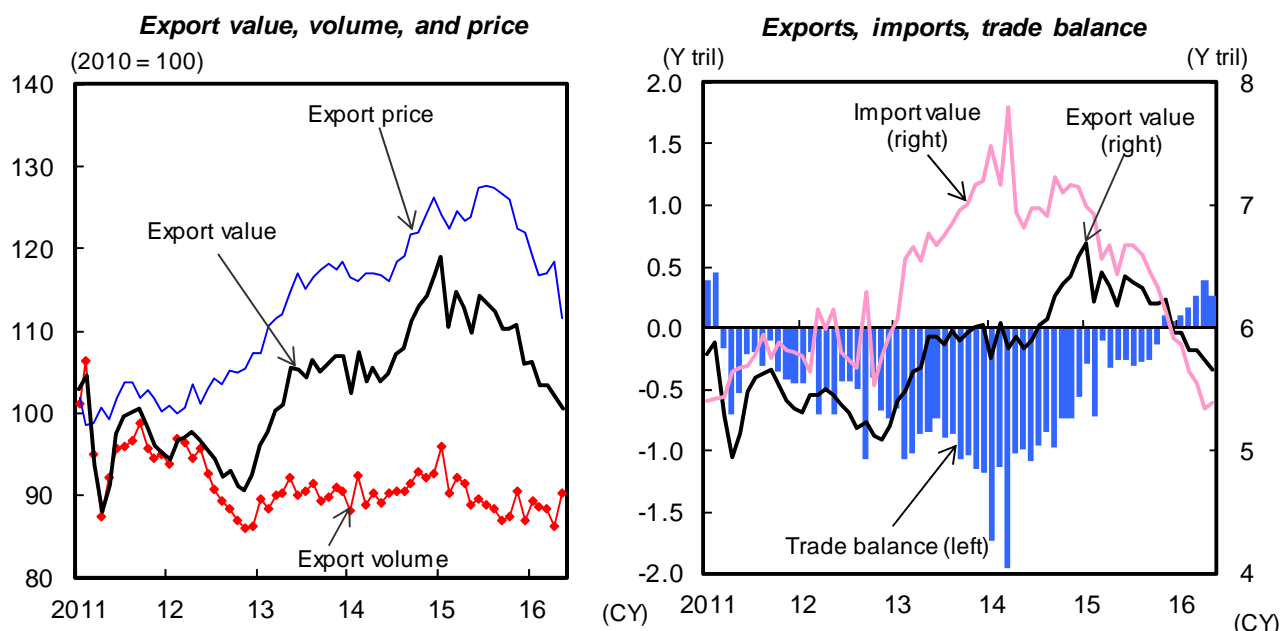 Export value, volume, and price
(2010 = 100)
140
130
120
110
100
90
80
Export price
Export value
Export volume
2011 12 13 14 15 16
(CY)
Exports, imports, trade balance
(Y tril)
(Y tril)
2.0
1.5
1.0
0.5
0.0
-0.5
-1.0
-1.5
-2.0
Import value
(right)
Export value
(right)
Trade balance (left)
8
7
6
5
4
2011 12 13 14 15 16
(CY)